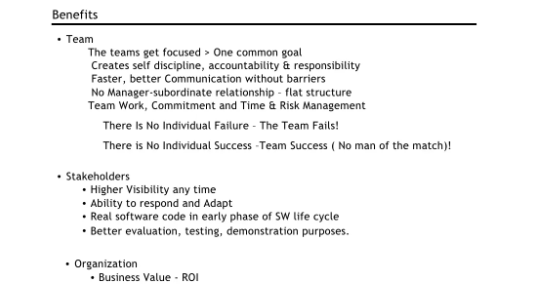 Benefits
• Team
The teams get focused > One common goal
Creates self discipline, accountability & responsibility
Faster, better Communication without barriers
No Manager-subordinate relationship - flat structure
Team Work, Commitment and Time & Risk Management
There Is No Individual Failure - The Team Fails!
There is No Individual Success -Team Success ( No man of the match)!
• Stakeholders
• Higher Visibility any time
• Ability to respond and Adapt
• Real software code in early phase of SW life cycle
• Better evaluation, testing, demonstration purposes.
• Organization
• Business Value - ROI